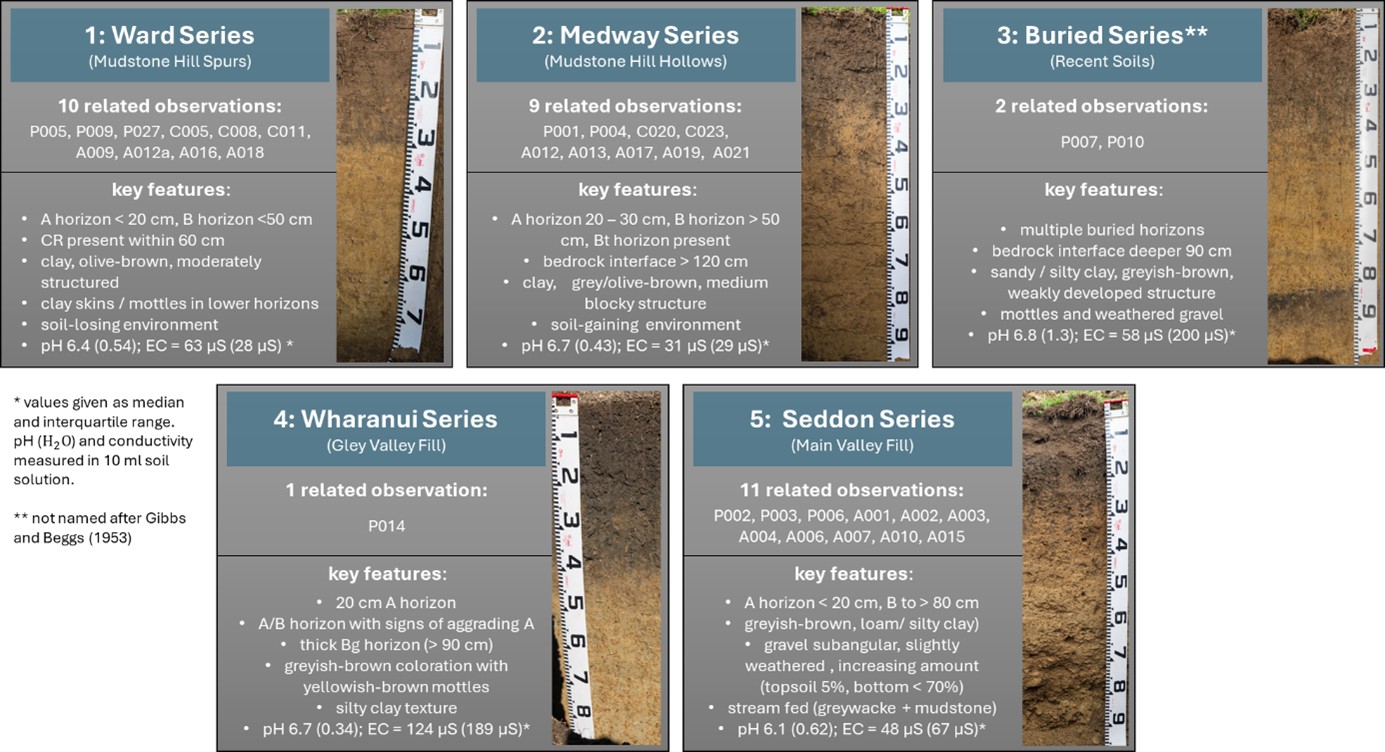 1: Ward Series
(Mudstone Hill Spurs)
10 related observations:
P005, P009, P027, C005, C008, C011,
A009, A012a, A016, A018
key features:
• A horizon < 20 cm, B horizon <50 cm
• CR present within 60 cm
• clay, olive-brown, moderately
structured
• clay skins / mottles in lower horizons
• soil-losing environment
• pH 6.4 (0.54); EC = 63 µS (28 µS) *
1
2
3
4
5
6
7
2: Medway Series
(Mudstone Hill Hollows)
9 related observations:
P001, P004, C020, C023,
A012, A013, A017, A019, A021
key features:
• A horizon 20 – 30 cm, B horizon > 50
cm, Bt horizon present
• bedrock interface > 120 cm
• clay, grey/olive-brown, medium
blocky structure
• soil-gaining environment
• pH 6.7 (0.43); EC = 31 µS (29 µS)*
1
2
3
4
5
6
7
8
9
3: Buried Series**
(Recent Soils)
2 related observations:
P007, P010
key features:
• multiple buried horizons
• bedrock interface deeper 90 cm
• sandy / silty clay, greyish-brown,
weakly developed structure
• mottles and weathered gravel
• pH 6.8 (1.3); EC = 58 µS (200 µS)*
1
2
3
4
5
6
7
8
9
* values given as median
and interquartile range.
pH (H₂O) and conductivity
measured in 10 ml soil
solution.
** not named after Gibbs
and Beggs (1953)
4: Wharanui Series
(Gley Valley Fill)
1 related observation:
P014
key features:
• 20 cm A horizon
• A/B horizon with signs of aggrading A
• thick Bg horizon (> 90 cm)
• greyish-brown coloration with
yellowish-brown mottles
• silty clay texture
• pH 6.7 (0.34); EC = 124 µS (189 µS)*
1
2
3
4
5
6
7
8
5: Seddon Series
(Main Valley Fill)
11 related observations:
P002, P003, P006, A001, A002, A003,
A004, A006, A007, A010, A015
key features:
• A horizon < 20 cm, B to > 80 cm
• greyish-brown, loam/ silty clay)
• gravel subangular, slightly
weathered , increasing amount
(topsoil 5%, bottom < 70%)
• stream fed (greywacke + mudstone)
• pH 6.1 (0.62); EC = 48 µS (67 µS)*
1
2
3
4
5
6
7
8
9